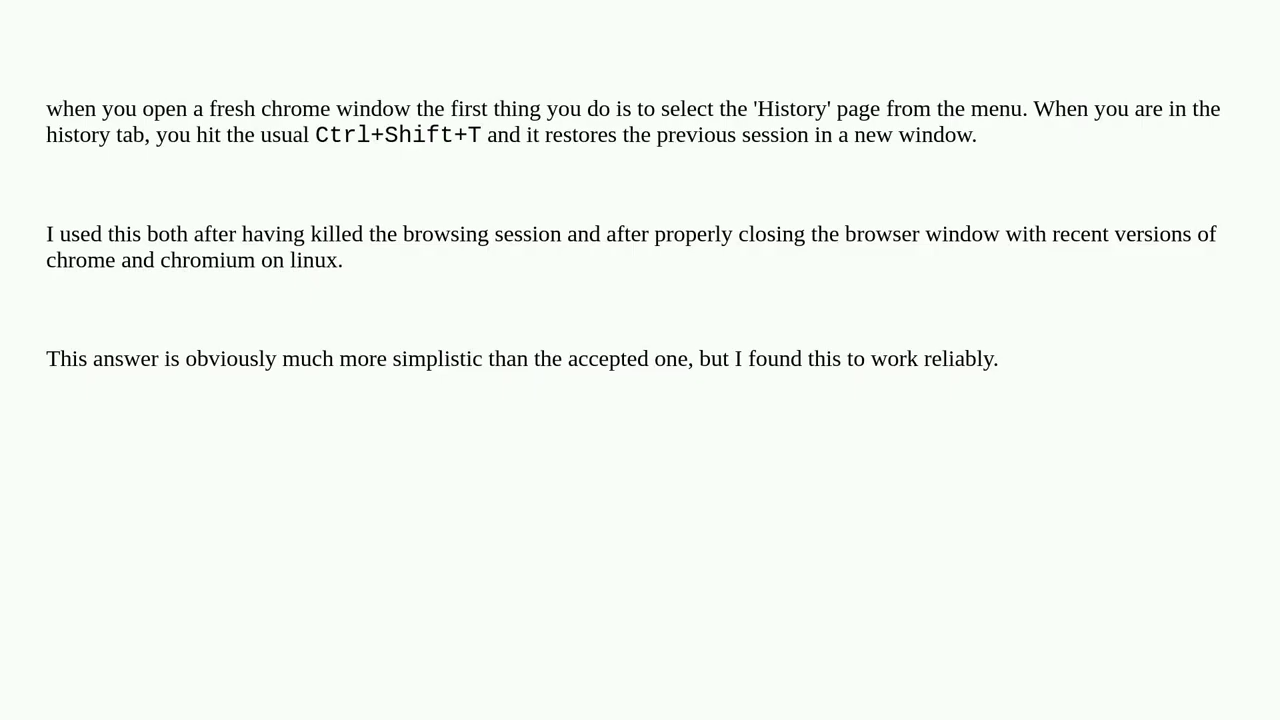 when you open a fresh chrome window the first thing you do is to select the 'History' page from the menu. When you are in the
history tab, you hit the usual Ctrl+Shift+T and it restores the previous session in a new window.
I used this both after having killed the browsing session and after properly closing the browser window with recent versions of
chrome and chromium on linux.
This answer is obviously much more simplistic than the accepted one, but I found this to work reliably.